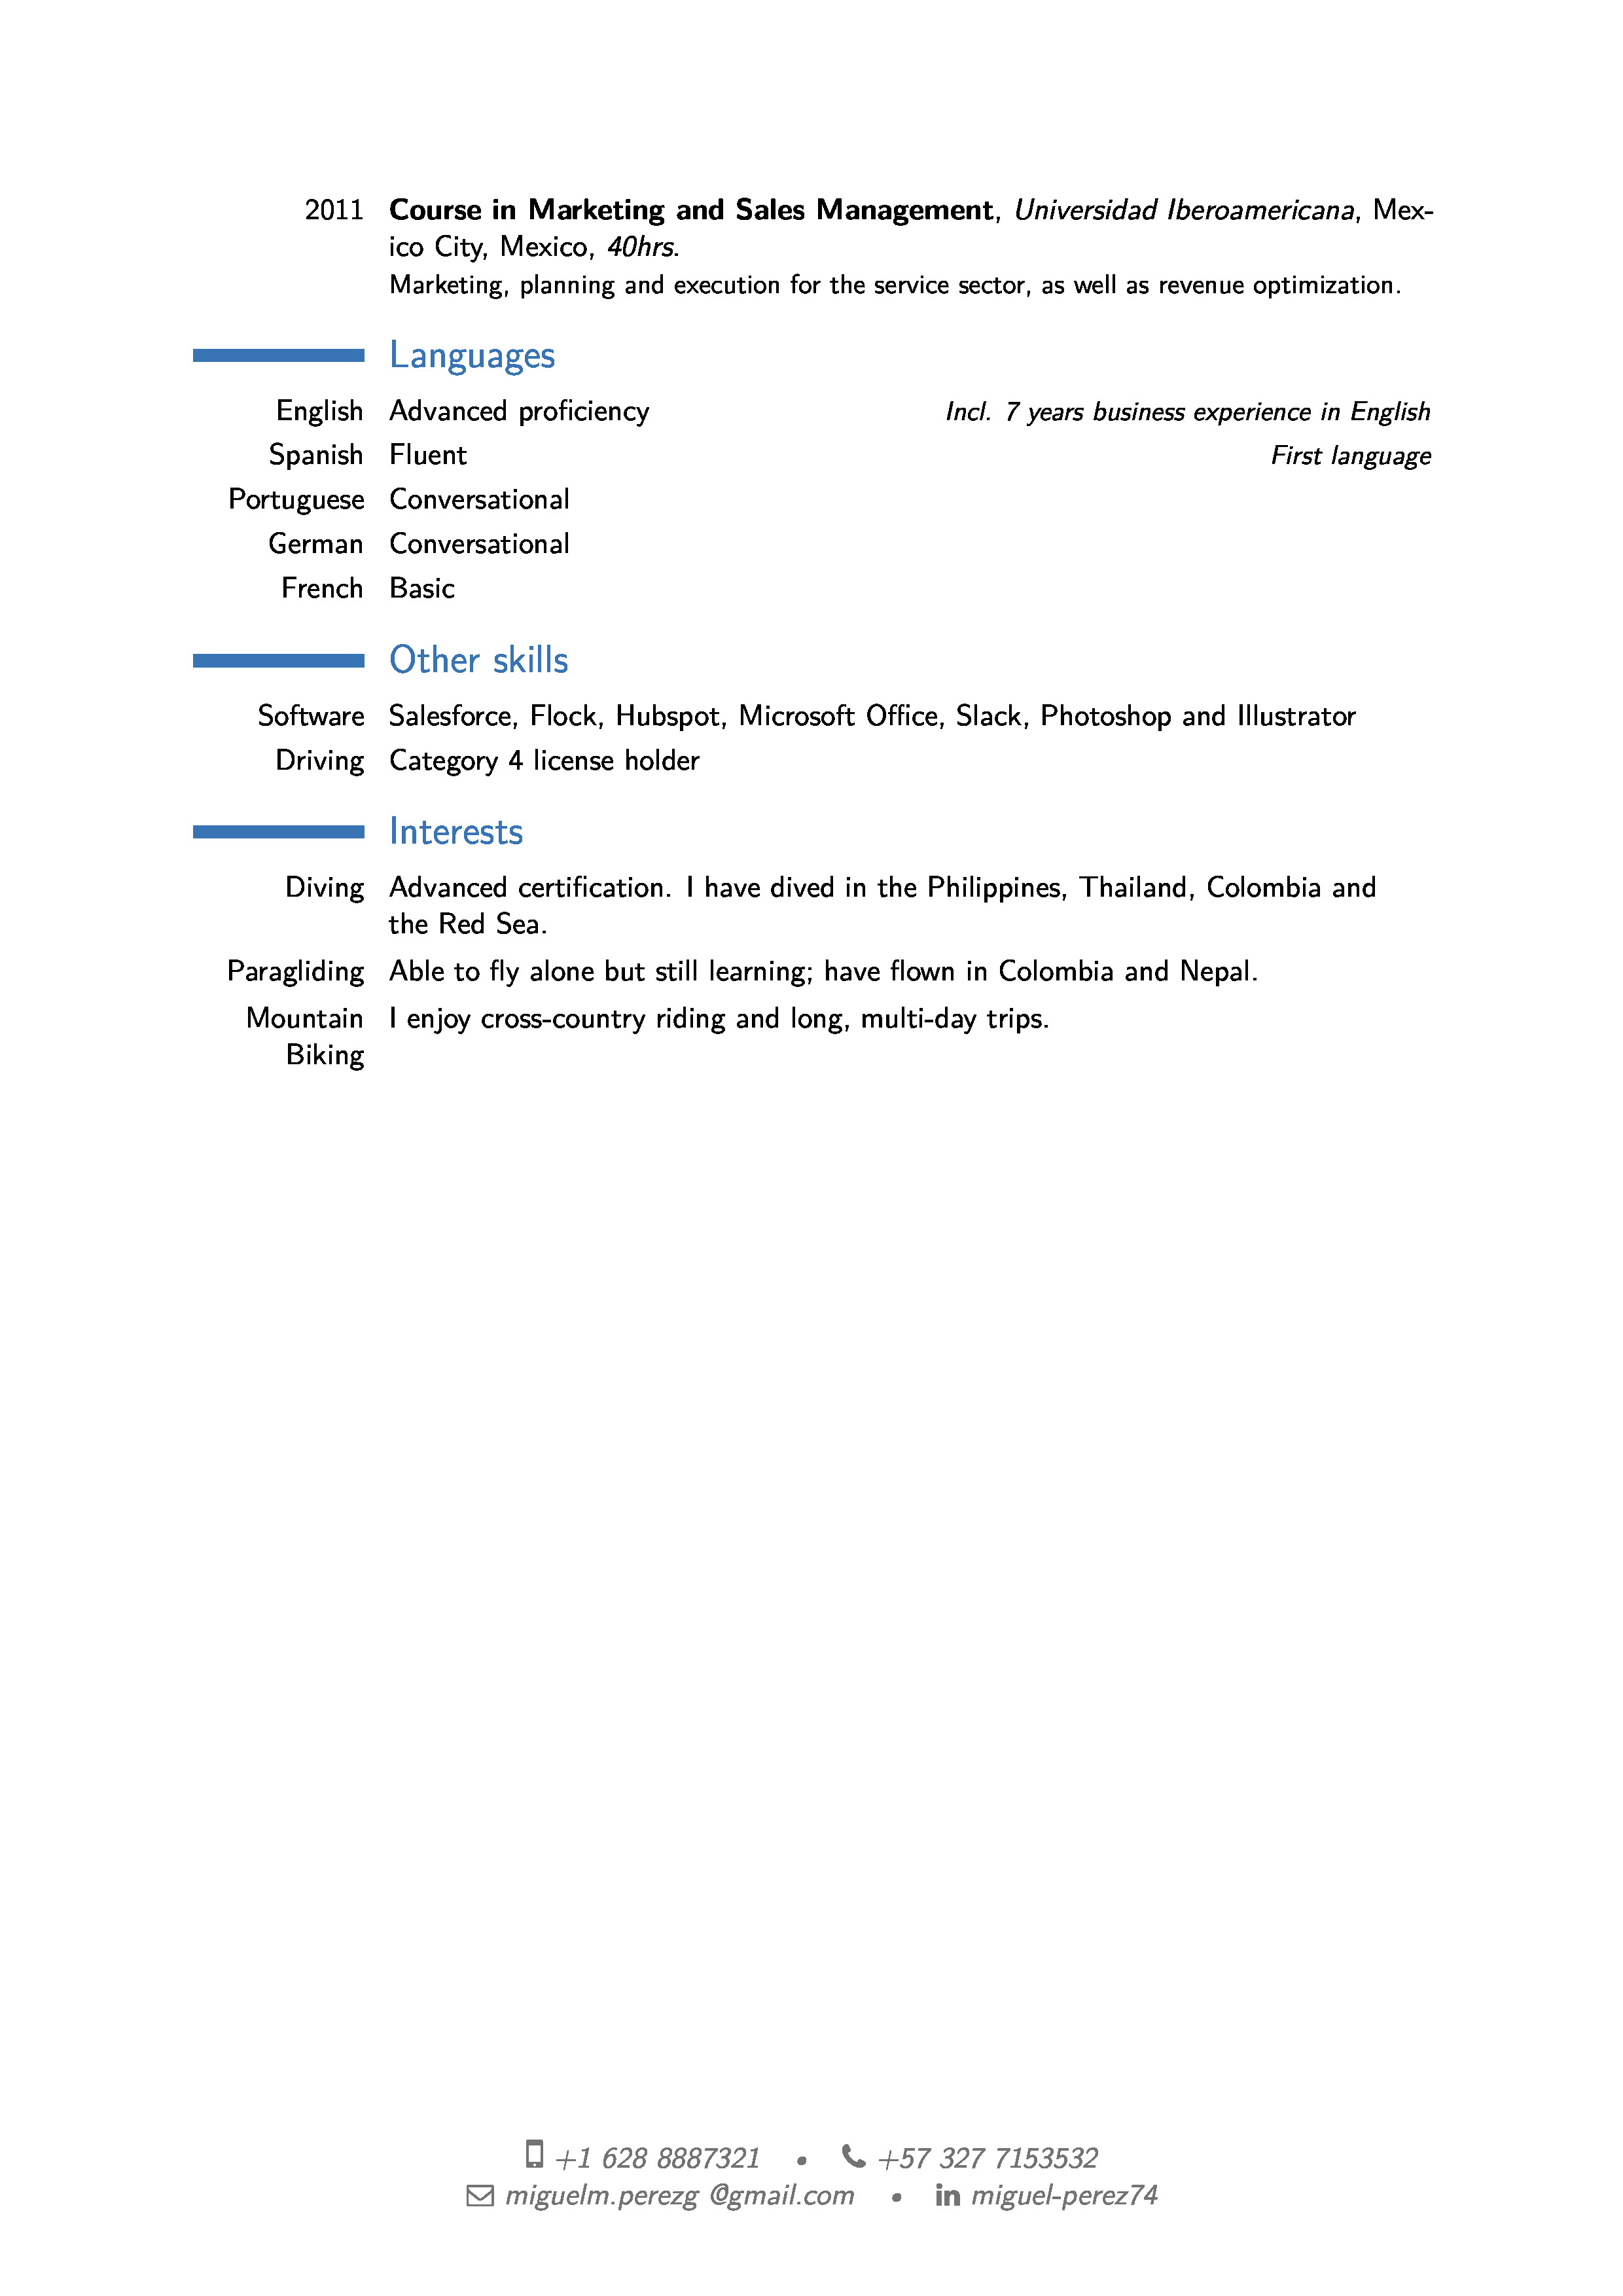 2011 Course in Marketing and Sales Management, Universidad Iberoamericana, Mex-
ico City, Mexico, 40hrs.
Marketing, planning and execution for the service sector, as well as revenue optimization.
Languages
English Advanced proficiency Incl. 7 years business experience in English
Spanish Fluent First language
Portuguese Conversational
German Conversational
French Basic
Other skills
Software Salesforce, Flock, Hubspot, Microsoft Office, Slack, Photoshop and Illustrator
Driving Category 4 license holder
Interests
Diving Advanced certification. I have dived in the Philippines, Thailand, Colombia and
the Red Sea.
Paragliding Able to fly alone but still learning; have flown in Colombia and Nepal.
Mountain I enjoy cross-country riding and long, multi-day trips.
Biking
+1 628 8887321 • +57 327 7153532
miguelm.perezg @gmail.com • in miguel-perez74